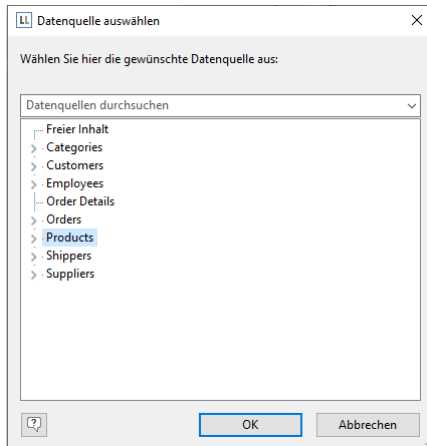 LL Datenquelle auswählen
Wählen Sie hier die gewünschte Datenquelle aus:
Datenquellen durchsuchen
Freier Inhalt
Categories
Customers
Employees
Order Details
Orders
Products
Shippers
Suppliers
OK Abbrechen